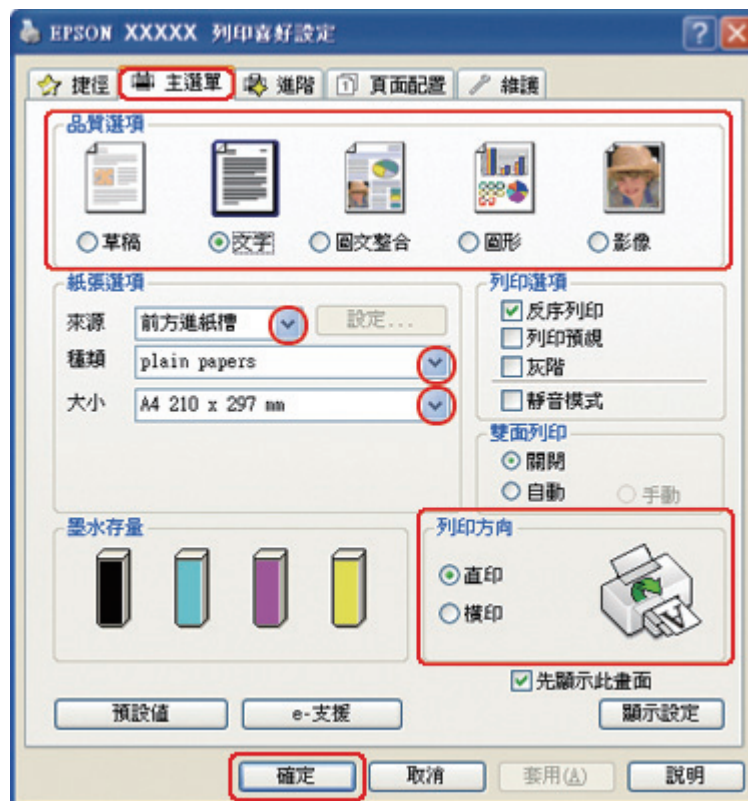 EPSON XXXXX 列印喜好設定
捷徑 主選單 進階 1 頁面配置 維護
品質選項
草稿 文字 圖文整合 圖形 影像
紙張選項
來源 前方進紙槽 設定...
種類 plain papers
大小 A4 210 x 297 mm
列印選項
反序列印
列印預視
灰階
靜音模式
雙面列印
關閉
自動 手動
墨水存量
列印方向
直印
橫印
A
先顯示此畫面
預設值 e-支援 顯示設定
確定 取消 套用(A) 說明